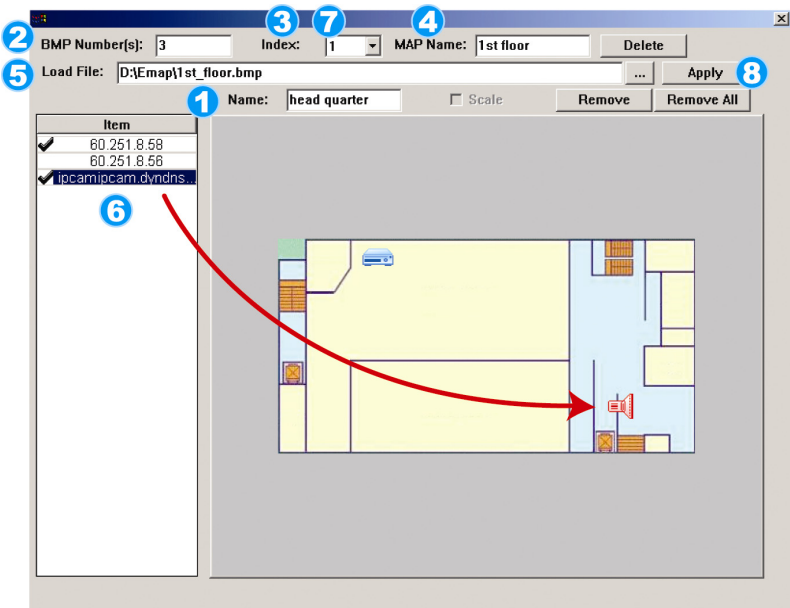 3 7 4
2 BMP Number(s): 3 Index: 1 MAP Name: 1st floor Delete
5 Load File: D:\Emap\1st_floor.bmp ... Apply 8
1 Name: head quarter Scale Remove Remove All
Item
60.251.8.58
60.251.8.56
ipcamipcam.dyndns...
6